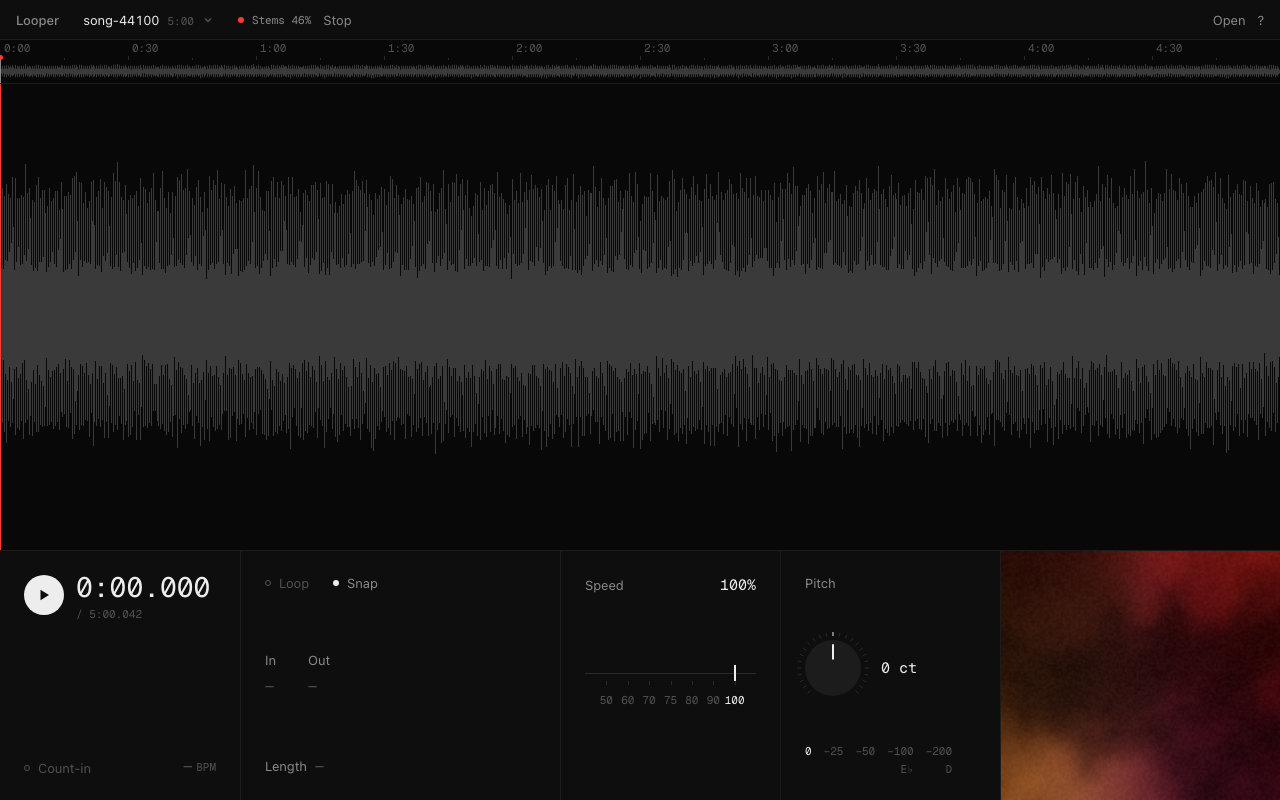 Looper song-44100 5:00 Stems 46% Stop Open ?
0:00 0:30 1:00 1:30 2:00 2:30 3:00 3:30 4:00 4:30
0:00.000
/ 5:00.042
Count-in — BPM
Loop Snap
In Out
— —
Length —
Speed 100%
50 60 70 75 80 90 100
Pitch
0 ct
0 −25 −50 −100 −200
E♭ D